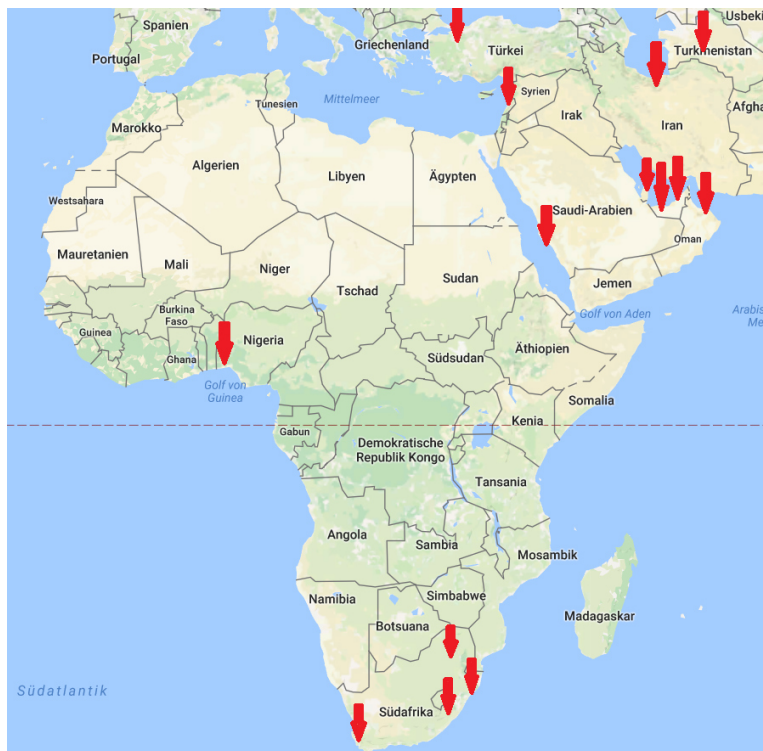 Spanien
Usbeki
Portugal
Griechenland
Türkei
Turkmenistan
Mittelmeer
Tunesien
Syrien
Afgha
Marokko
Irak
Iran
Algerien
Libyen
Ägypten
Westsahara
Saudi-Arabien
Oman
Mauretanien
Mali
Niger
Tschad
Sudan
Jemen
Burkina
Faso
Golf von Aden
Arabis
Me
Guinea
Ghana
Nigeria
Südsudan
Äthiopien
Golf von
Guinea
Somalia
Gabun
Kenia
Demokratische
Republik Kongo
Tansania
Angola
Sambia
Mosambik
Namibia
Simbabwe
Botsuana
Madagaskar
Südatlantik
Südafrika